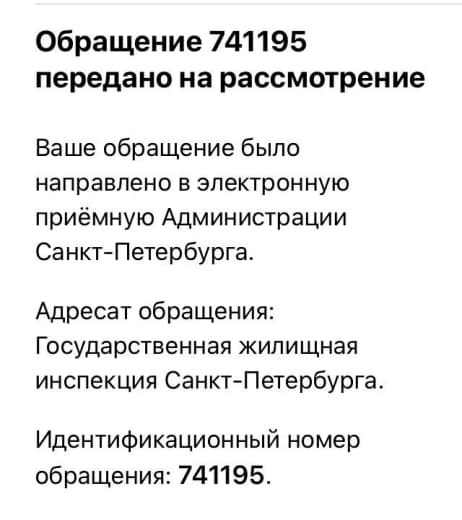 Обращение 741195
передано на рассмотрение
Ваше обращение было
направлено в электронную
приёмную Администрации
Санкт-Петербурга.
Адресат обращения:
Государственная жилищная
инспекция Санкт-Петербурга.
Идентификационный номер
обращения: 741195.